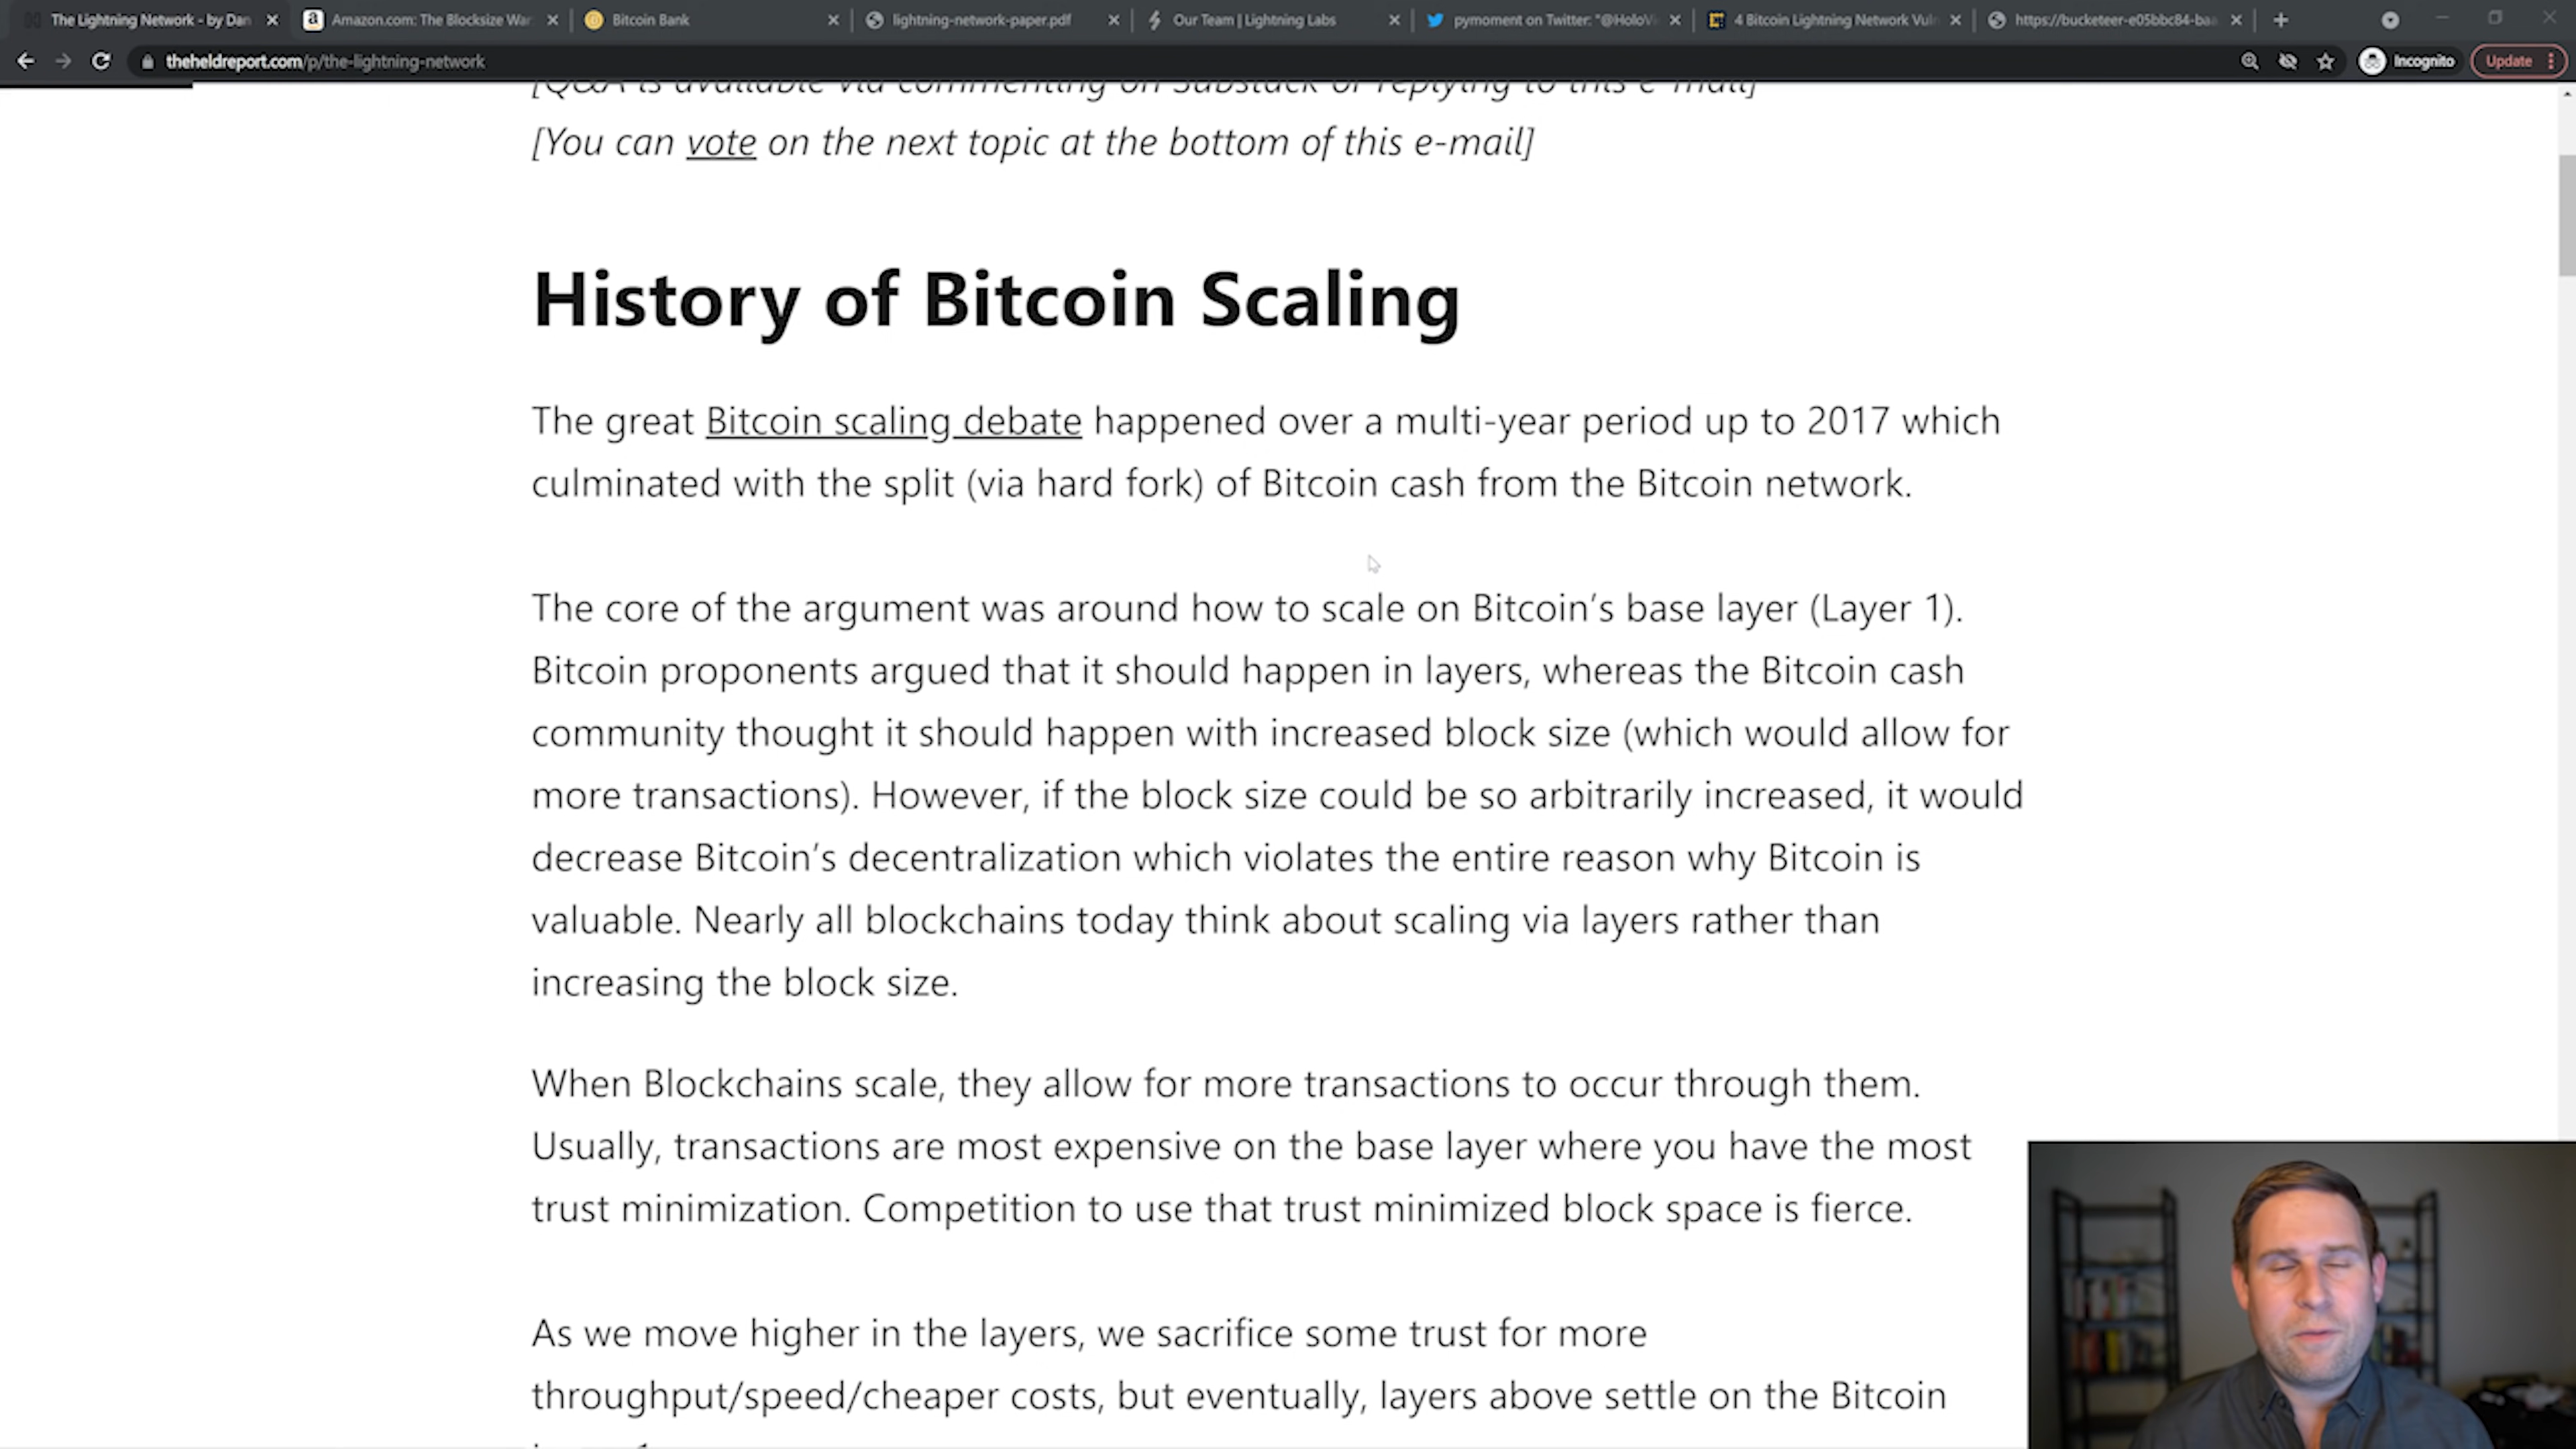 The Lightning Network - by Dan
Amazon.com: The Blocksize War
Bitcoin Bank
lightning-network-paper.pdf
Our Team | Lightning Labs
pymoment on Twitter: "@HoloV
4 Bitcoin Lightning Network Vul
https://bucketeer-e05bbc84-baa
theheldreport.com/p/the-lightning-network
Incognito
Update
[Q&A is available via commenting on Substack or replying to this e-mail]
[You can vote on the next topic at the bottom of this e-mail]
History of Bitcoin Scaling
The great Bitcoin scaling debate happened over a multi-year period up to 2017 which
culminated with the split (via hard fork) of Bitcoin cash from the Bitcoin network.
The core of the argument was around how to scale on Bitcoin's base layer (Layer 1).
Bitcoin proponents argued that it should happen in layers, whereas the Bitcoin cash
community thought it should happen with increased block size (which would allow for
more transactions). However, if the block size could be so arbitrarily increased, it would
decrease Bitcoin's decentralization which violates the entire reason why Bitcoin is
valuable. Nearly all blockchains today think about scaling via layers rather than
increasing the block size.
When Blockchains scale, they allow for more transactions to occur through them.
Usually, transactions are most expensive on the base layer where you have the most
trust minimization. Competition to use that trust minimized block space is fierce.
As we move higher in the layers, we sacrifice some trust for more
throughput/speed/cheaper costs, but eventually, layers above settle on the Bitcoin